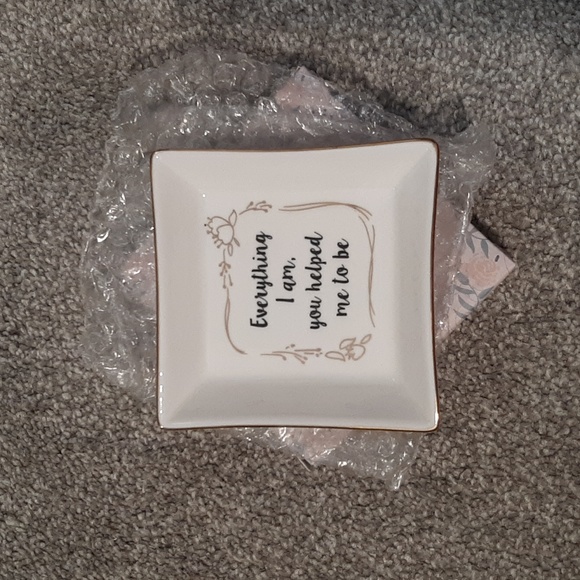 Everything
I am,
you helped
me to be